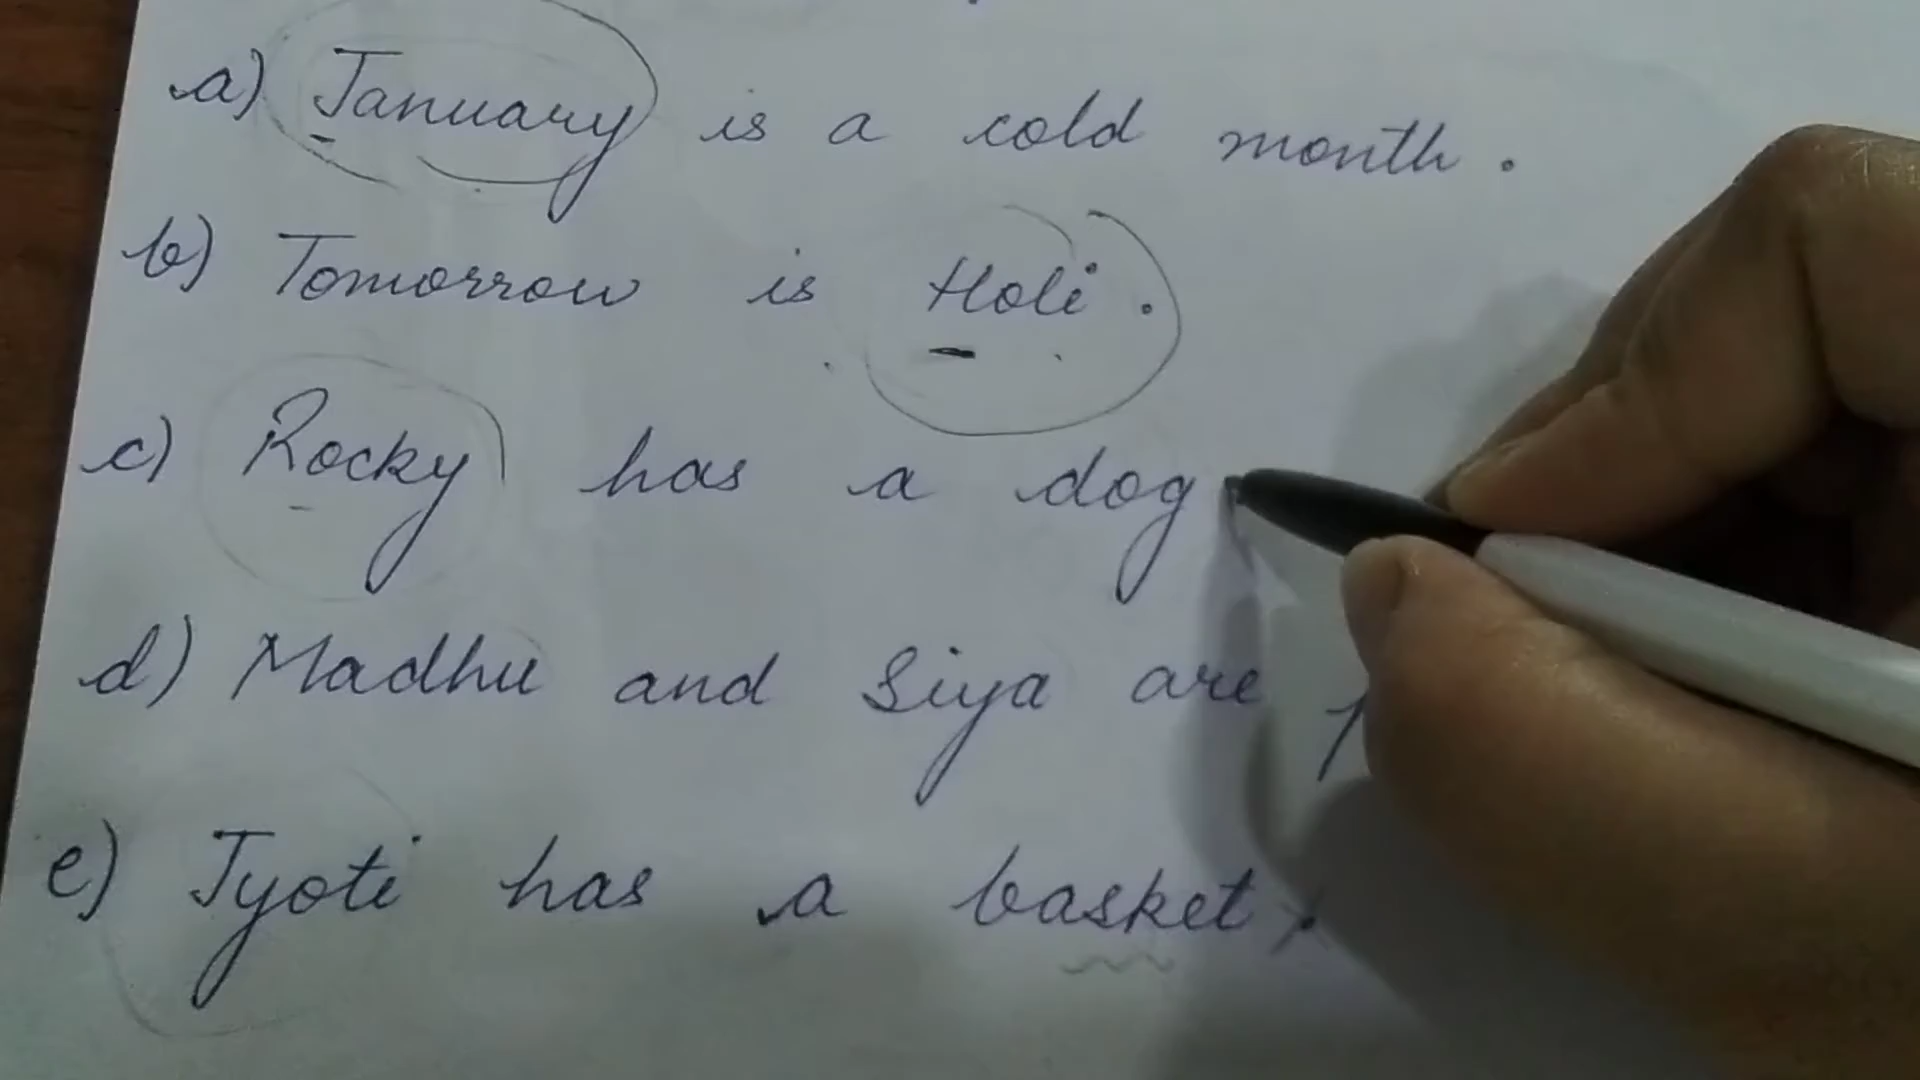 a) January is a cold month.
b) Tomorrow is Holi.
c) Rocky has a dog
d) Madhu and Siya are
e) Jyoti has a basket.